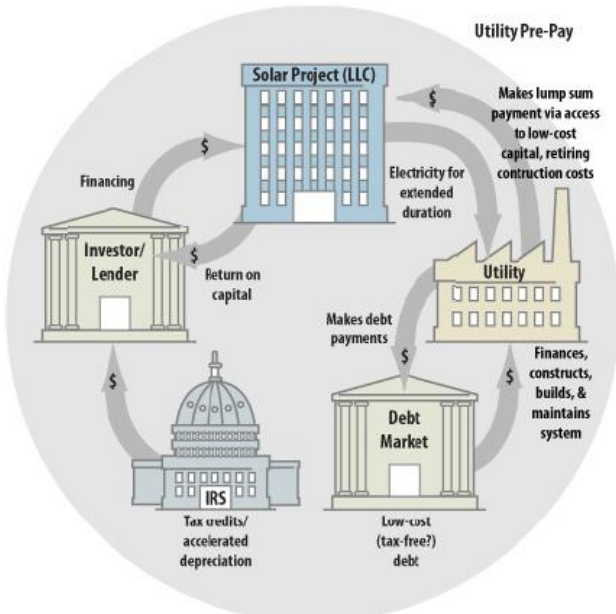 Utility Pre-Pay
Solar Project (LLC)
$
Makes lump sum
payment via access
to low-cost
capital, retiring
contruction costs
$
Financing
Electricity for
extended
duration
Investor/
Lender
$
Return on
capital
Utility
Makes debt
payments
$
Finances,
constructs,
builds, &
maintains
system
$
$
Debt
Market
IRS
Tax credits/
accelerated
depreciation
Low-cost
(tax-free?)
debt